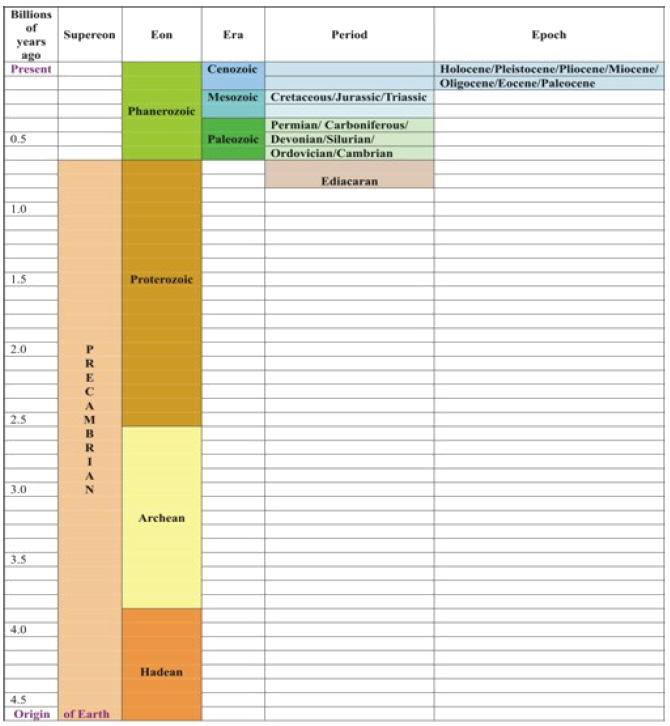 Billions
of
years
ago
Supereon
Eon
Era
Period
Epoch
Present
Cenozoic
Holocene/Pleistocene/Pliocene/Miocene/
Oligocene/Eocene/Paleocene
Phanerozoic
Mesozoic
Cretaceous/Jurassic/Triassic
0.5
Paleozoic
Permian/ Carboniferous/
Devonian/Silurian/
Ordovician/Cambrian
Ediacaran
1.0
1.5
Proterozoic
2.0
P
R
E
C
A
M
B
R
I
A
N
2.5
3.0
Archean
3.5
4.0
Hadean
4.5
Origin of Earth